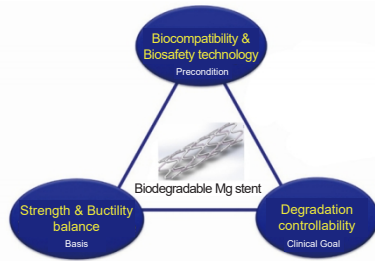 Biocompatibility &
Biosafety technology
Precondition
Biodegradable Mg stent
Strength & Buctility
balance
Basis
Degradation
controllability
Clinical Goal